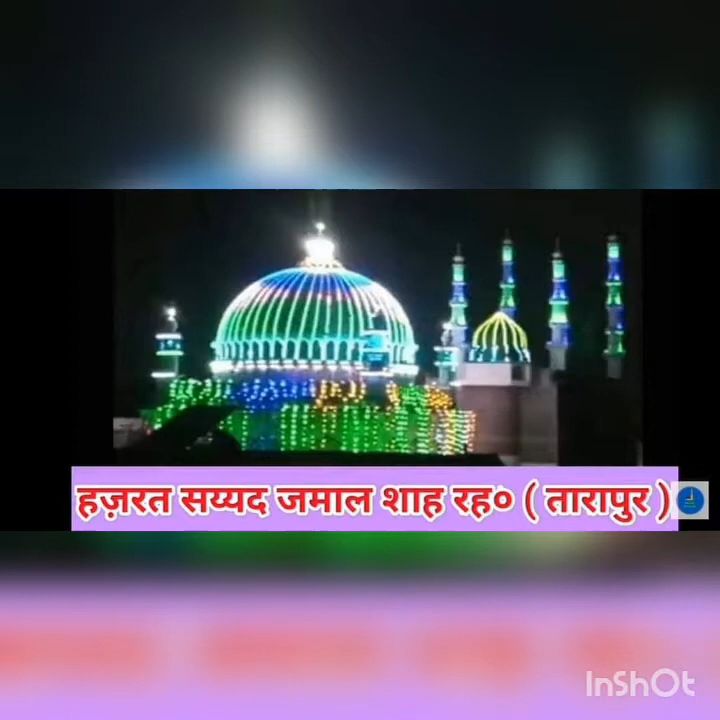 हज़रत सय्यद जमाल शाह रह० ( तारापुर )
InShOt